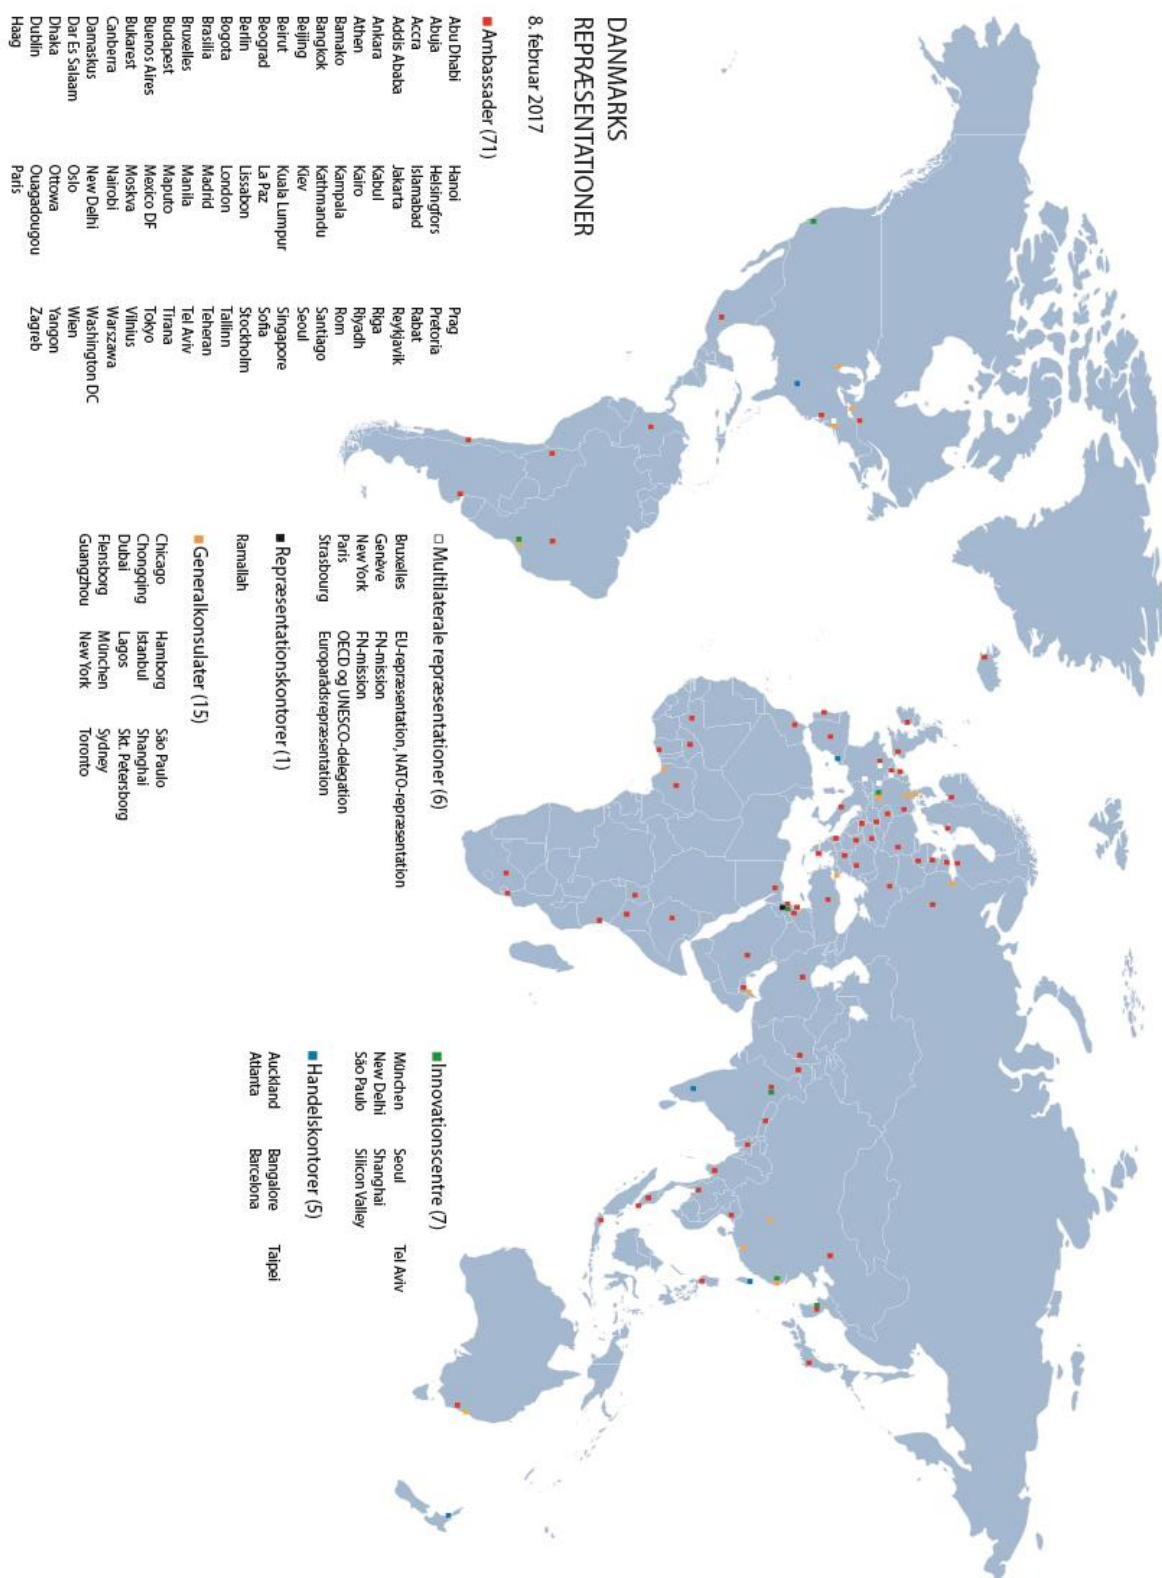 DANMARKS
REPRÆSENTATIONER
8. februar 2017
Ambassader (71)
Abu Dhabi
Abuja
Accra
Addis Ababa
Ankara
Athen
Bamako
Bangkok
Beijing
Beirut
Beograd
Berlin
Bogota
Brasilia
Bruxelles
Budapest
Buenos Aires
Bukarest
Canberra
Damaskus
Dar Es Salaam
Dhaka
Dublin
Haag
Hanoi
Helsingfors
Islamabad
Jakarta
Kabul
Kairo
Kampala
Kathmandu
Kiev
Kuala Lumpur
La Paz
Lissabon
London
Madrid
Manila
Maputo
Mexico DF
Moskva
Nairobi
New Delhi
Oslo
Ottowa
Ouagadougou
Paris
Prag
Pretoria
Rabat
Reykjavik
Riga
Riyadh
Rom
Santiago
Seoul
Singapore
Sofia
Stockholm
Tallinn
Teheran
Tel Aviv
Tirana
Tokyo
Vilnius
Warszawa
Washington DC
Wien
Yangon
Zagreb
Multilaterale repræsentationer (6)
Bruxelles EU-repræsentation, NATO-repræsentation
Genève FN-mission
New York FN-mission
Paris OECD og UNESCO-delegation
Strasbourg Europarådsrepræsentation
Repræsentationskontorer (1)
Ramallah
Generalkonsulater (15)
Chicago
Chongqing
Dubai
Flensborg
Guangzhou
Hamborg
Istanbul
Lagos
München
New York
São Paulo
Shanghai
Skt. Petersborg
Sydney
Toronto
Innovationscentre (7)
München
New Delhi
São Paulo
Seoul
Shanghai
Silicon Valley
Tel Aviv
Handelskontorer (5)
Auckland
Atlanta
Bangalore
Barcelona
Taipei